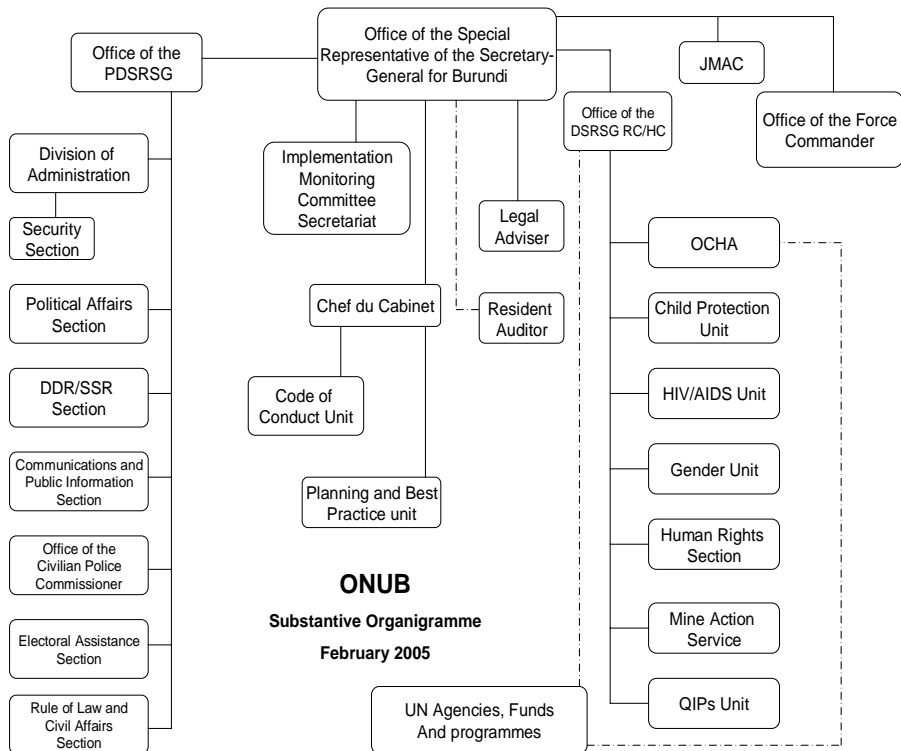 Office of the
PDSRSG
Office of the Special
Representative of the Secretary-
General for Burundi
JMAC
Office of the
DSRSG RC/HC
Office of the Force
Commander
Division of
Administration
Security
Section
Political Affairs
Section
DDR/SSR
Section
Communications and
Public Information
Section
Office of the
Civilian Police
Commissioner
Electoral Assistance
Section
Rule of Law and
Civil Affairs
Section
Implementation
Monitoring
Committee
Secretariat
Legal
Adviser
Chef du Cabinet
Resident
Auditor
Code of
Conduct Unit
Planning and Best
Practice unit
OCHA
Child Protection
Unit
HIV/AIDS Unit
Gender Unit
Human Rights
Section
Mine Action
Service
QIPs Unit
ONUB
Substantive Organigramme
February 2005
UN Agencies, Funds
And programmes